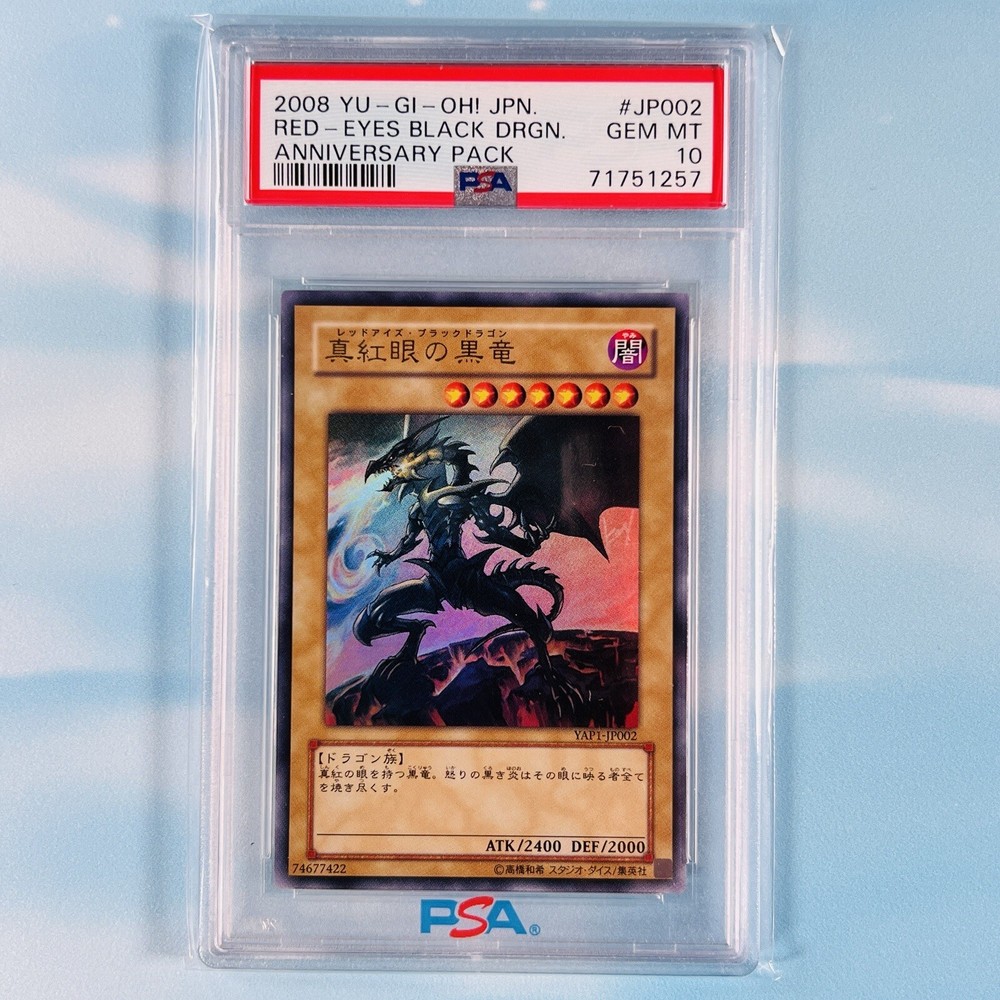 2008 YU-GI-OH! JPN. #JP002
RED-EYES BLACK DRGN. GEM MT
ANNIVERSARY PACK 10
71751257
PSA
レッドアイズ・ブラックドラゴン
真紅眼の黒竜
やみ
闇
YAP1-JP002
【ドラゴン族】
真紅の眼を持つ黒竜。怒りの黒き炎はその眼に映る者全て
を焼き尽くす。
ATK/2400 DEF/2000
74677422 ©高橋和希 スタジオ・ダイス/集英社
PSA®